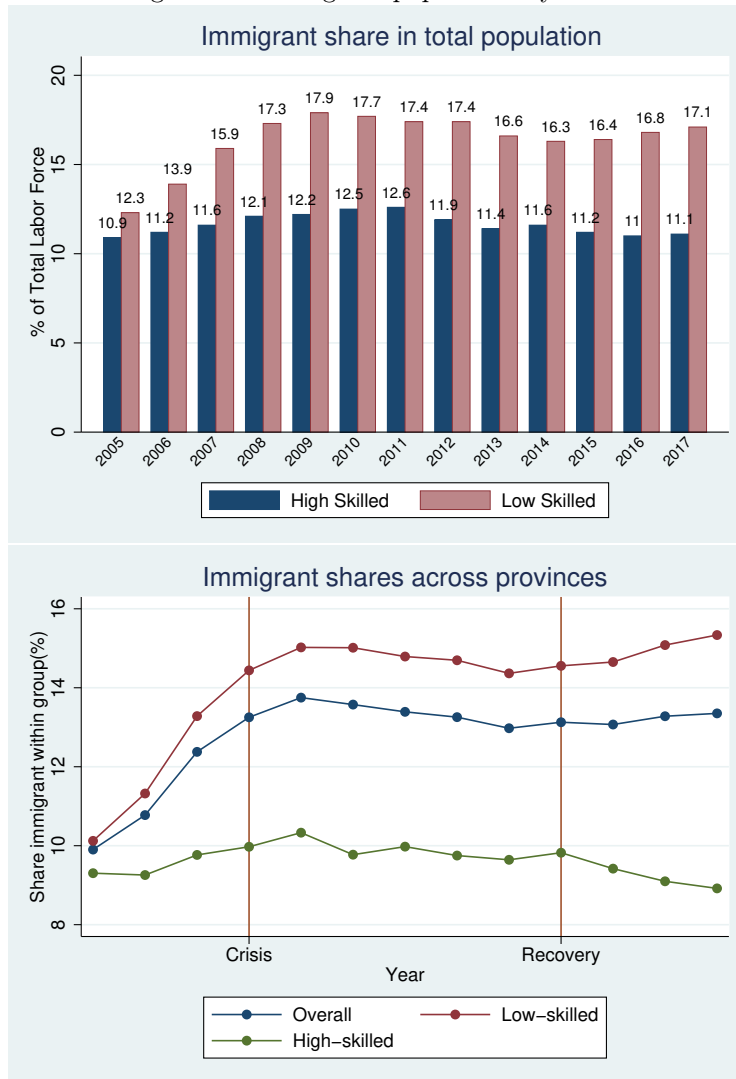 Immigrant share in total population
% of Total Labor Force
20
15
10
5
0
10.9 12.3 11.2 13.9 11.6 15.9 12.1 17.3 12.2 17.9 12.5 17.7 12.6 17.4 11.9 17.4 11.4 16.6 11.6 16.3 11.2 16.4 11 16.8 11.1 17.1
2005 2006 2007 2008 2009 2010 2011 2012 2013 2014 2015 2016 2017
High Skilled Low Skilled
Immigrant shares across provinces
Share immigrant within group(%)
16
14
12
10
8
Crisis Recovery
Year
Overall Low-skilled
High-skilled